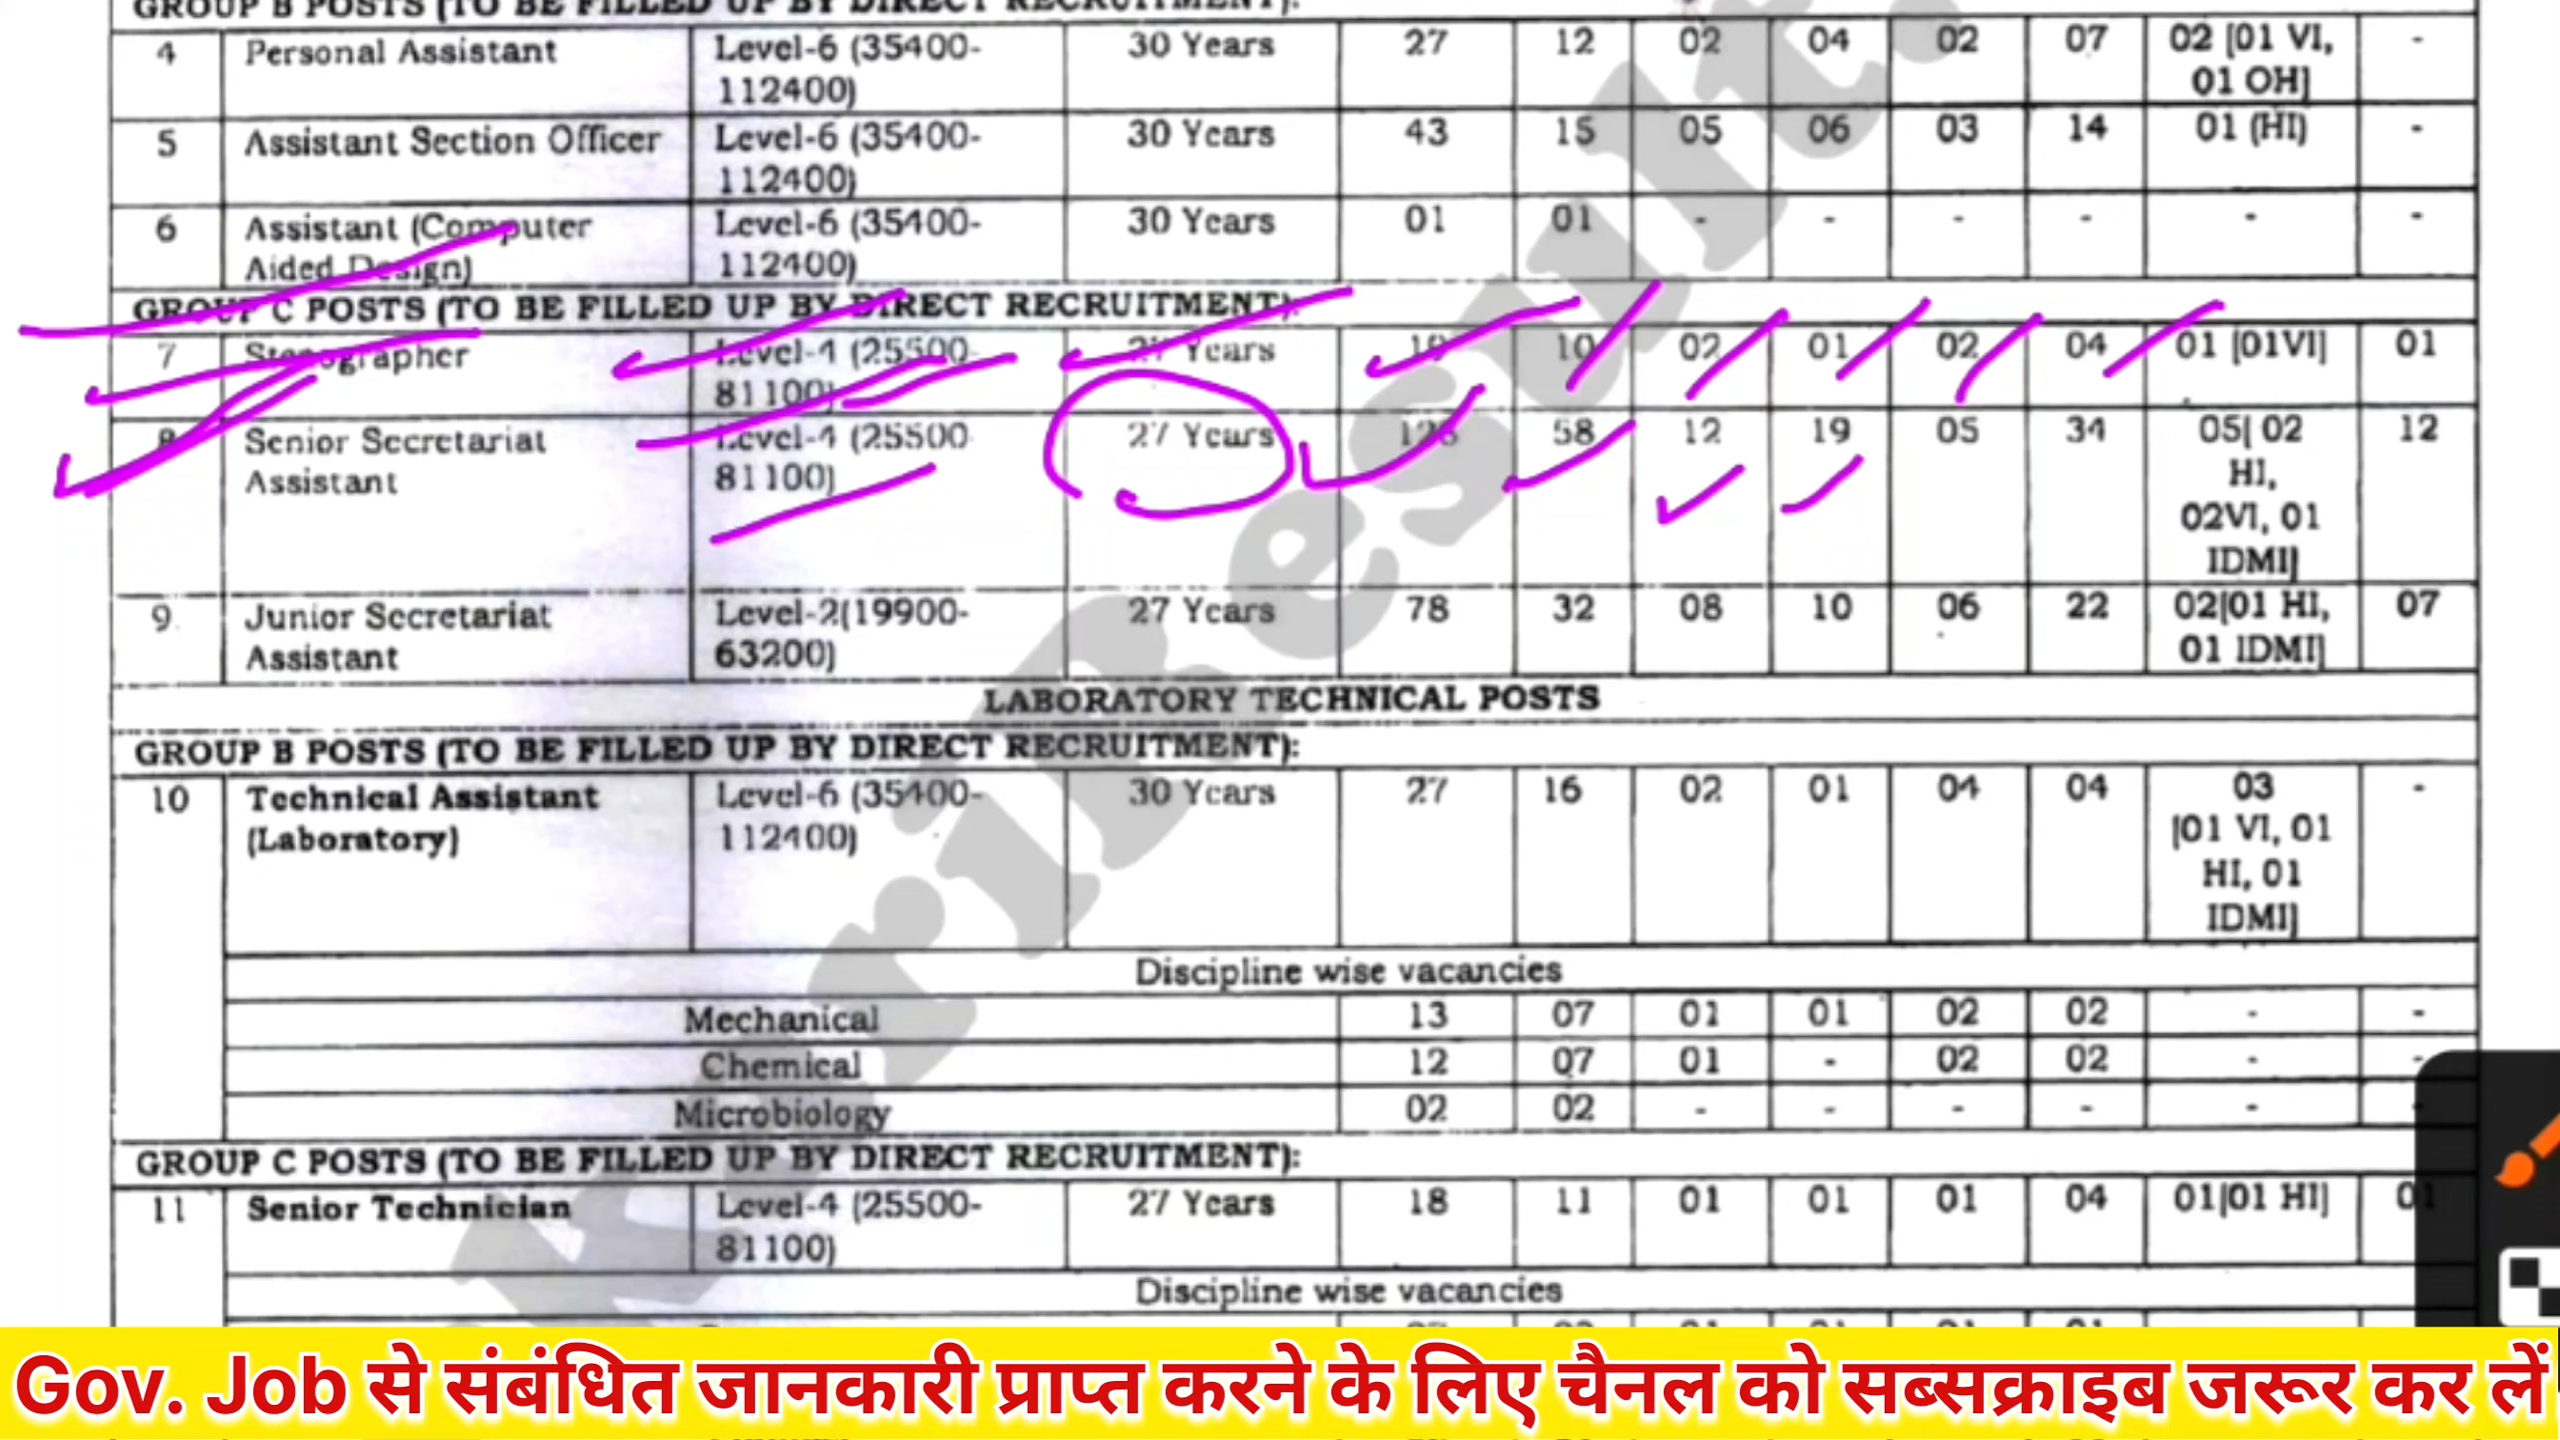 GROUP B POSTS (TO BE FILLED UP BY DIRECT RECRUITMENT):
4 Personal Assistant Level-6 (35400-112400) 30 Years 27 12 02 04 02 07 02 [01 VI, 01 OH] -
5 Assistant Section Officer Level-6 (35400-112400) 30 Years 43 15 05 06 03 14 01 (HI) -
6 Assistant (Computer Aided Design) Level-6 (35400-112400) 30 Years 01 01 - - - - - -
GROUP C POSTS (TO BE FILLED UP BY DIRECT RECRUITMENT):
7 Stenographer Level-4 (25500-81100) 27 Years 19 10 02 01 02 04 01 [01VI] 01
8 Senior Secretariat Assistant Level-4 (25500-81100) 27 Years 128 58 12 19 05 34 05[ 02 HI, 02VI, 01 IDMI] 12
9. Junior Secretariat Assistant Level-2(19900-63200) 27 Years 78 32 08 10 06 22 02[01 HI, 01 IDMI] 07
LABORATORY TECHNICAL POSTS
GROUP B POSTS (TO BE FILLED UP BY DIRECT RECRUITMENT):
10 Technical Assistant (Laboratory) Level-6 (35400-112400) 30 Years 27 16 02 01 04 04 03 [01 VI, 01 HI, 01 IDMI] -
Discipline wise vacancies
Mechanical 13 07 01 01 02 02 - -
Chemical 12 07 01 - 02 02 - -
Microbiology 02 02 - - - - - -
GROUP C POSTS (TO BE FILLED UP BY DIRECT RECRUITMENT):
11 Senior Technician Level-4 (25500-81100) 27 Years 18 11 01 01 01 04 01[01 HI] 01
Discipline wise vacancies
Gov. Job से संबंधित जानकारी प्राप्त करने के लिए चैनल को सब्सक्राइब जरूर कर लें